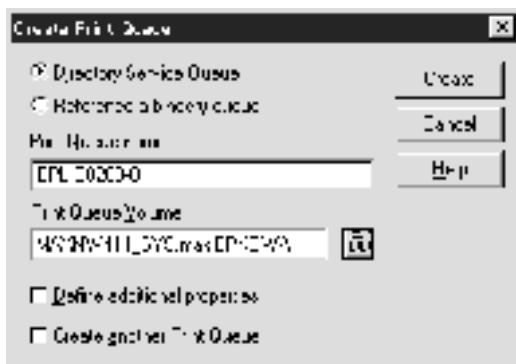 Create Print Queue
Directory Service Queue
Create
Reference a bindery queue
Cancel
Print Queue name
Help
Print Queue Volume
Define additional properties
Create another Print Queue